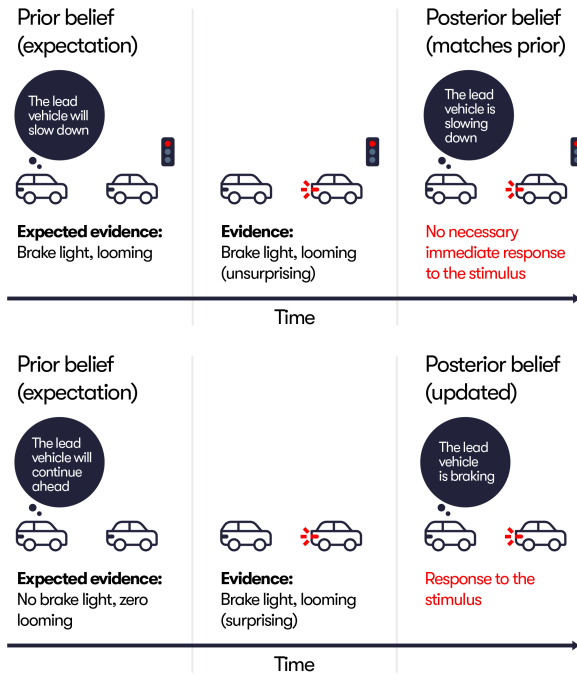 Prior belief
(expectation)
Posterior belief
(matches prior)
The lead
vehicle will
slow down
The lead
vehicle is
slowing
down
Expected evidence:
Brake light, looming
Evidence:
Brake light, looming
(unsurprising)
No necessary
immediate response
to the stimulus
Time
Prior belief
(expectation)
Posterior belief
(updated)
The lead
vehicle will
continue
ahead
The lead
vehicle
is braking
Expected evidence:
No brake light, zero
looming
Evidence:
Brake light, looming
(surprising)
Response to the
stimulus
Time